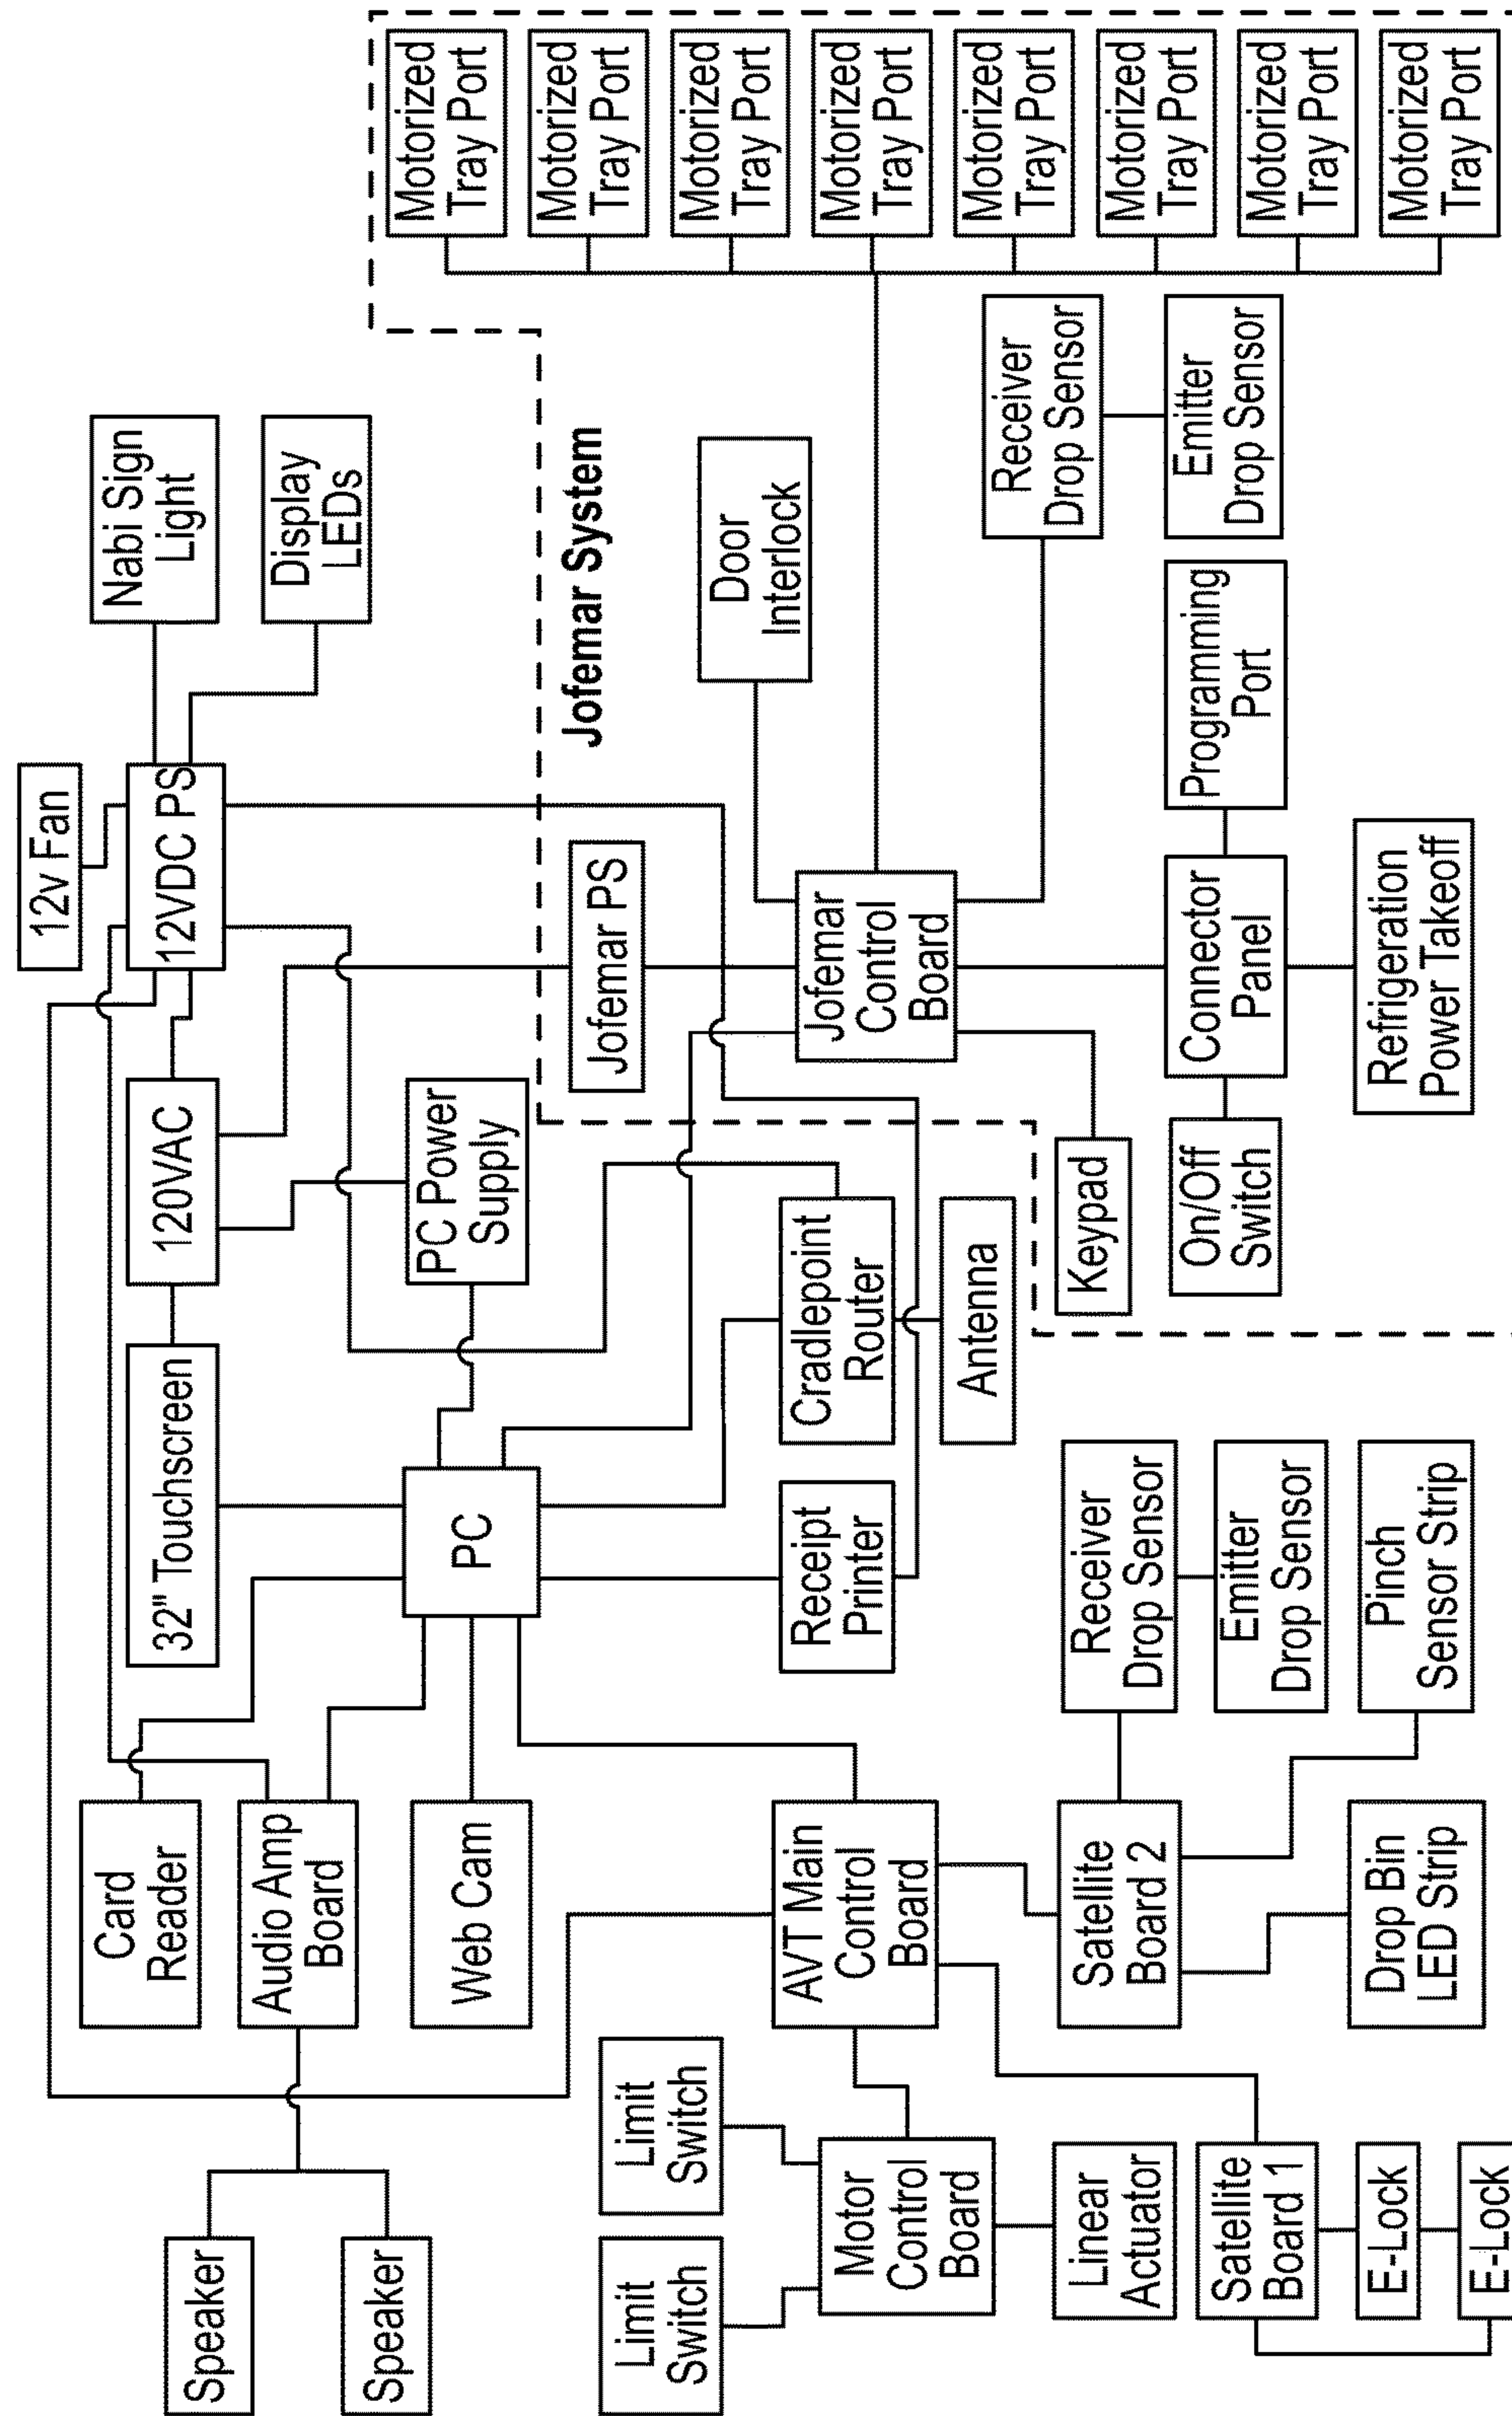 12v Fan
Nabi Sign
Light
12VDC PS
Display
LEDs
120VAC
32" Touchscreen
Card
Reader
Audio Amp
Board
Speaker
Speaker
PC Power
Supply
PC
Web Cam
Jofemar System
Jofemar PS
Motorized
Tray Port
Motorized
Tray Port
Motorized
Tray Port
Motorized
Tray Port
Motorized
Tray Port
Motorized
Tray Port
Motorized
Tray Port
Motorized
Tray Port
Door
Interlock
Jofemar
Control
Board
Receiver
Drop Sensor
Emitter
Drop Sensor
Cradlepoint
Router
Antenna
Receipt
Printer
Keypad
On/Off
Switch
Connector
Panel
Programming
Port
Refrigeration
Power Takeoff
AVT Main
Control
Board
Limit
Switch
Limit
Switch
Motor
Control
Board
Linear
Actuator
Satellite
Board 2
Receiver
Drop Sensor
Emitter
Drop Sensor
Pinch
Sensor Strip
Drop Bin
LED Strip
Satellite
Board 1
E-Lock
E-Lock